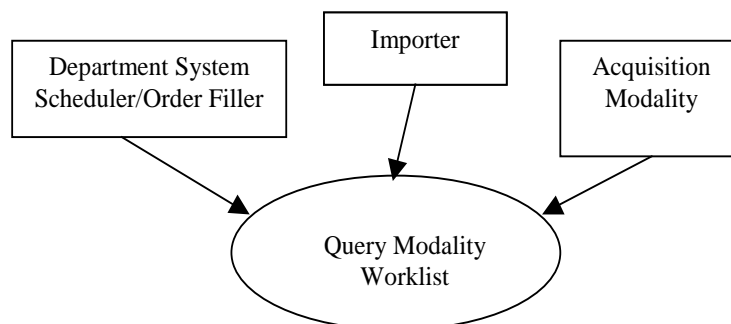 Department System
Scheduler/Order Filler
Importer
Acquisition
Modality
Query Modality
Worklist